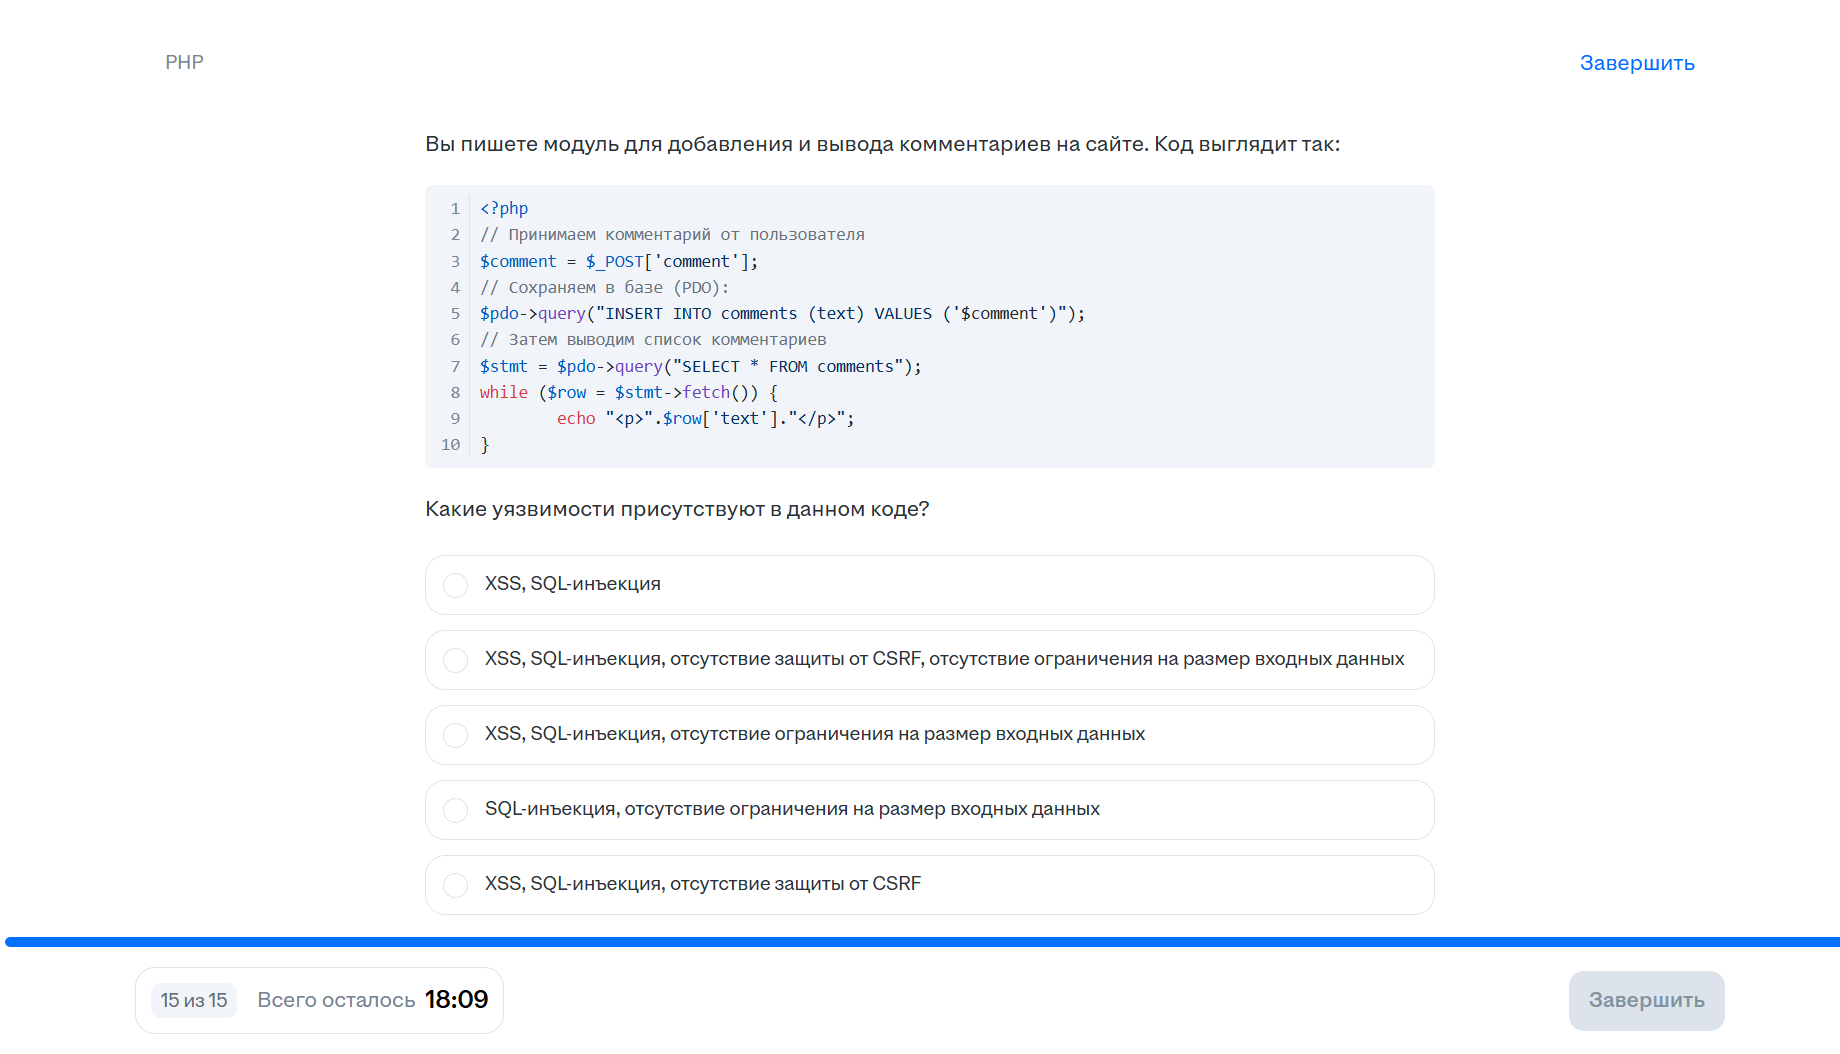 PHP
Завершить
Вы пишете модуль для добавления и вывода комментариев на сайте. Код выглядит так:
1 <?php
2 // Принимаем комментарий от пользователя
3 $comment = $_POST['comment'];
4 // Сохраняем в базе (PDO):
5 $pdo->query("INSERT INTO comments (text) VALUES ('$comment')");
6 // Затем выводим список комментариев
7 $stmt = $pdo->query("SELECT * FROM comments");
8 while ($row = $stmt->fetch()) {
9         echo "<p>".$row['text']."</p>";
10 }
Какие уязвимости присутствуют в данном коде?
XSS, SQL-инъекция
XSS, SQL-инъекция, отсутствие защиты от CSRF, отсутствие ограничения на размер входных данных
XSS, SQL-инъекция, отсутствие ограничения на размер входных данных
SQL-инъекция, отсутствие ограничения на размер входных данных
XSS, SQL-инъекция, отсутствие защиты от CSRF
15 из 15 Всего осталось 18:09
Завершить